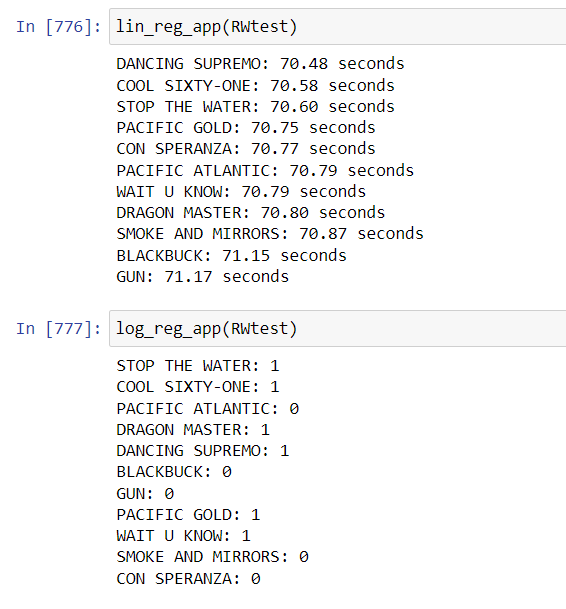 In [776]: lin_reg_app(RWtest)
DANCING SUPREMO: 70.48 seconds
COOL SIXTY-ONE: 70.58 seconds
STOP THE WATER: 70.60 seconds
PACIFIC GOLD: 70.75 seconds
CON SPERANZA: 70.77 seconds
PACIFIC ATLANTIC: 70.79 seconds
WAIT U KNOW: 70.79 seconds
DRAGON MASTER: 70.80 seconds
SMOKE AND MIRRORS: 70.87 seconds
BLACKBUCK: 71.15 seconds
GUN: 71.17 seconds
In [777]: log_reg_app(RWtest)
STOP THE WATER: 1
COOL SIXTY-ONE: 1
PACIFIC ATLANTIC: 0
DRAGON MASTER: 1
DANCING SUPREMO: 1
BLACKBUCK: 0
GUN: 0
PACIFIC GOLD: 1
WAIT U KNOW: 1
SMOKE AND MIRRORS: 0
CON SPERANZA: 0